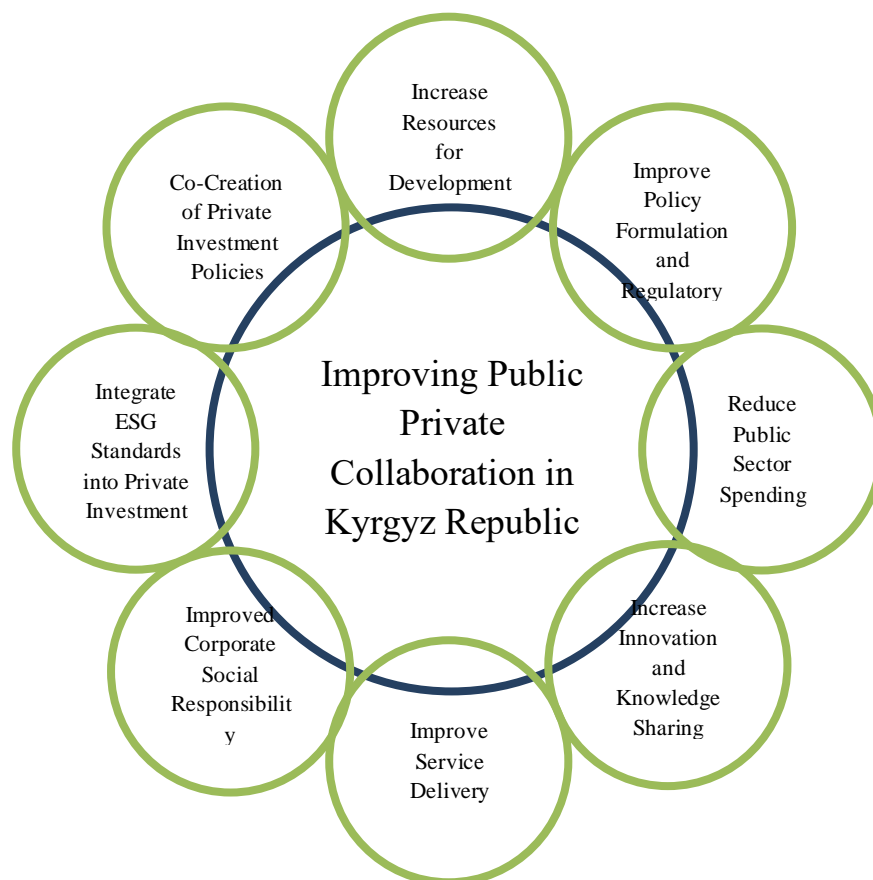 Increase
Resources
for
Development
Improve
Policy
Formulation
and
Regulatory
Reduce
Public
Sector
Spending
Increase
Innovation
and
Knowledge
Sharing
Improve
Service
Delivery
Improved
Corporate
Social
Responsibilit
y
Integrate
ESG
Standards
into Private
Investment
Co-Creation
of Private
Investment
Policies
Improving Public
Private
Collaboration in
Kyrgyz Republic